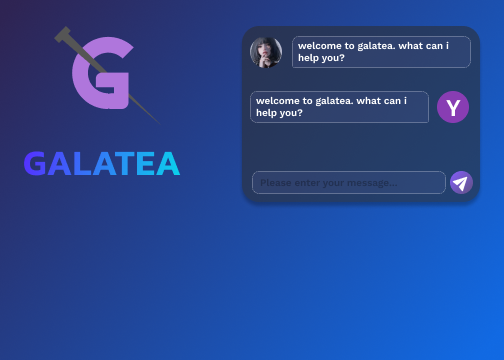 G
GALATEA
welcome to galatea. what can i
help you?
welcome to galatea. what can i
help you?
Y
Please enter your message...